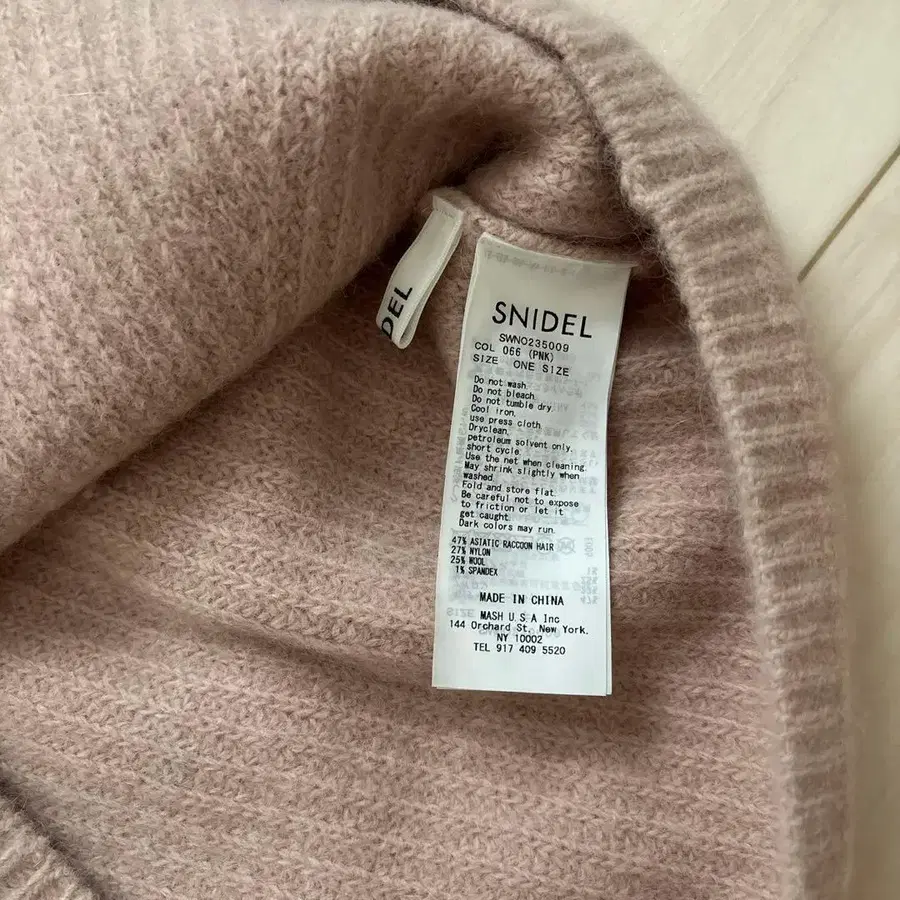 DEL
SNIDEL
SWNO235009
COL 066 (PNK)
SIZE ONE SIZE
Do not wash.
Do not bleach.
Do not tumble dry.
Cool iron.
use press cloth.
Dryclean.
petroleum solvent only.
short cycle.
Use the net when cleaning.
May shrink slightly when
washed.
Fold and store flat.
Be careful not to expose
to friction or let it
get caught.
Dark colors may run.
47% ASIATIC RACCOON HAIR
27% NYLON
25% WOOL
1% SPANDEX
MADE IN CHINA
MASH U.S.A Inc
144 Orchard St, New York,
NY 10002
TEL 917 409 5520